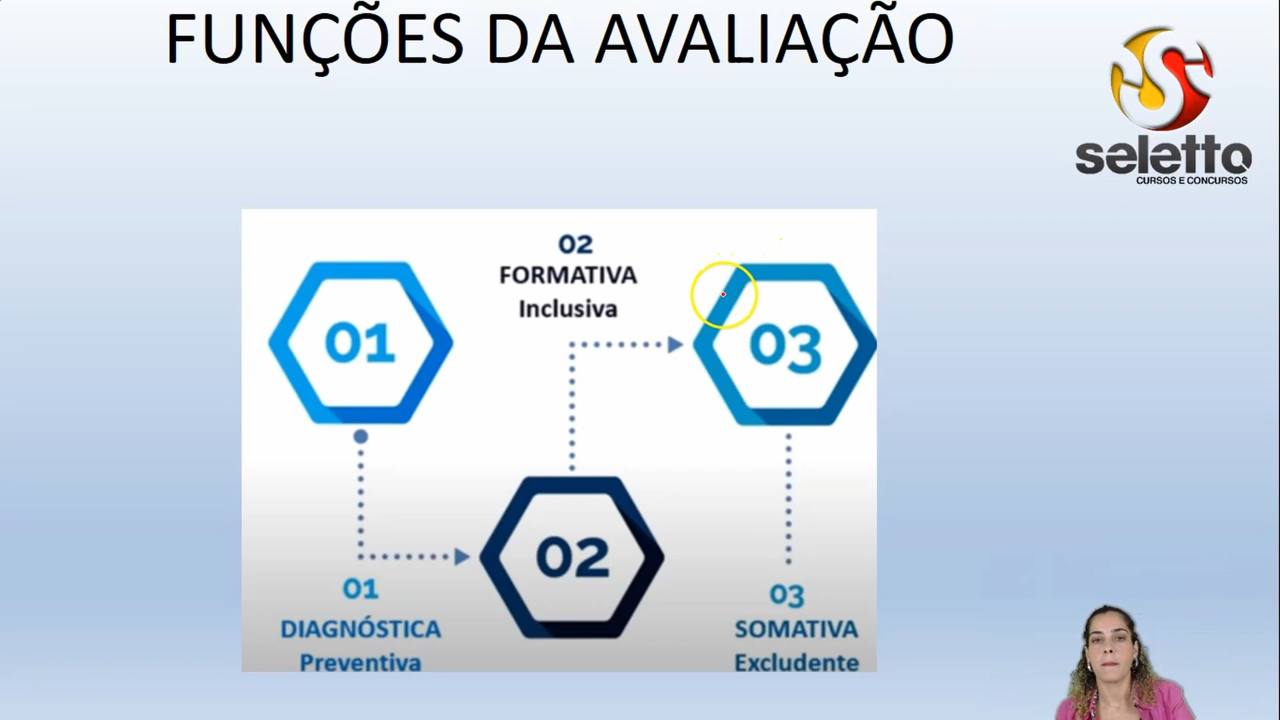 FUNÇÕES DA AVALIAÇÃO
seletto
CURSOS E CONCURSOS
02
FORMATIVA
Inclusiva
01
03
02
01
DIAGNÓSTICA
Preventiva
03
SOMATIVA
Excludente